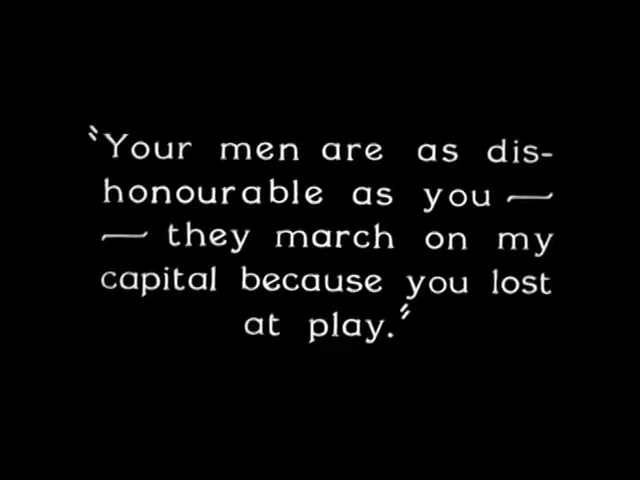 "Your men are as dis-
honourable as you —
— they march on my
capital because you lost
at play."